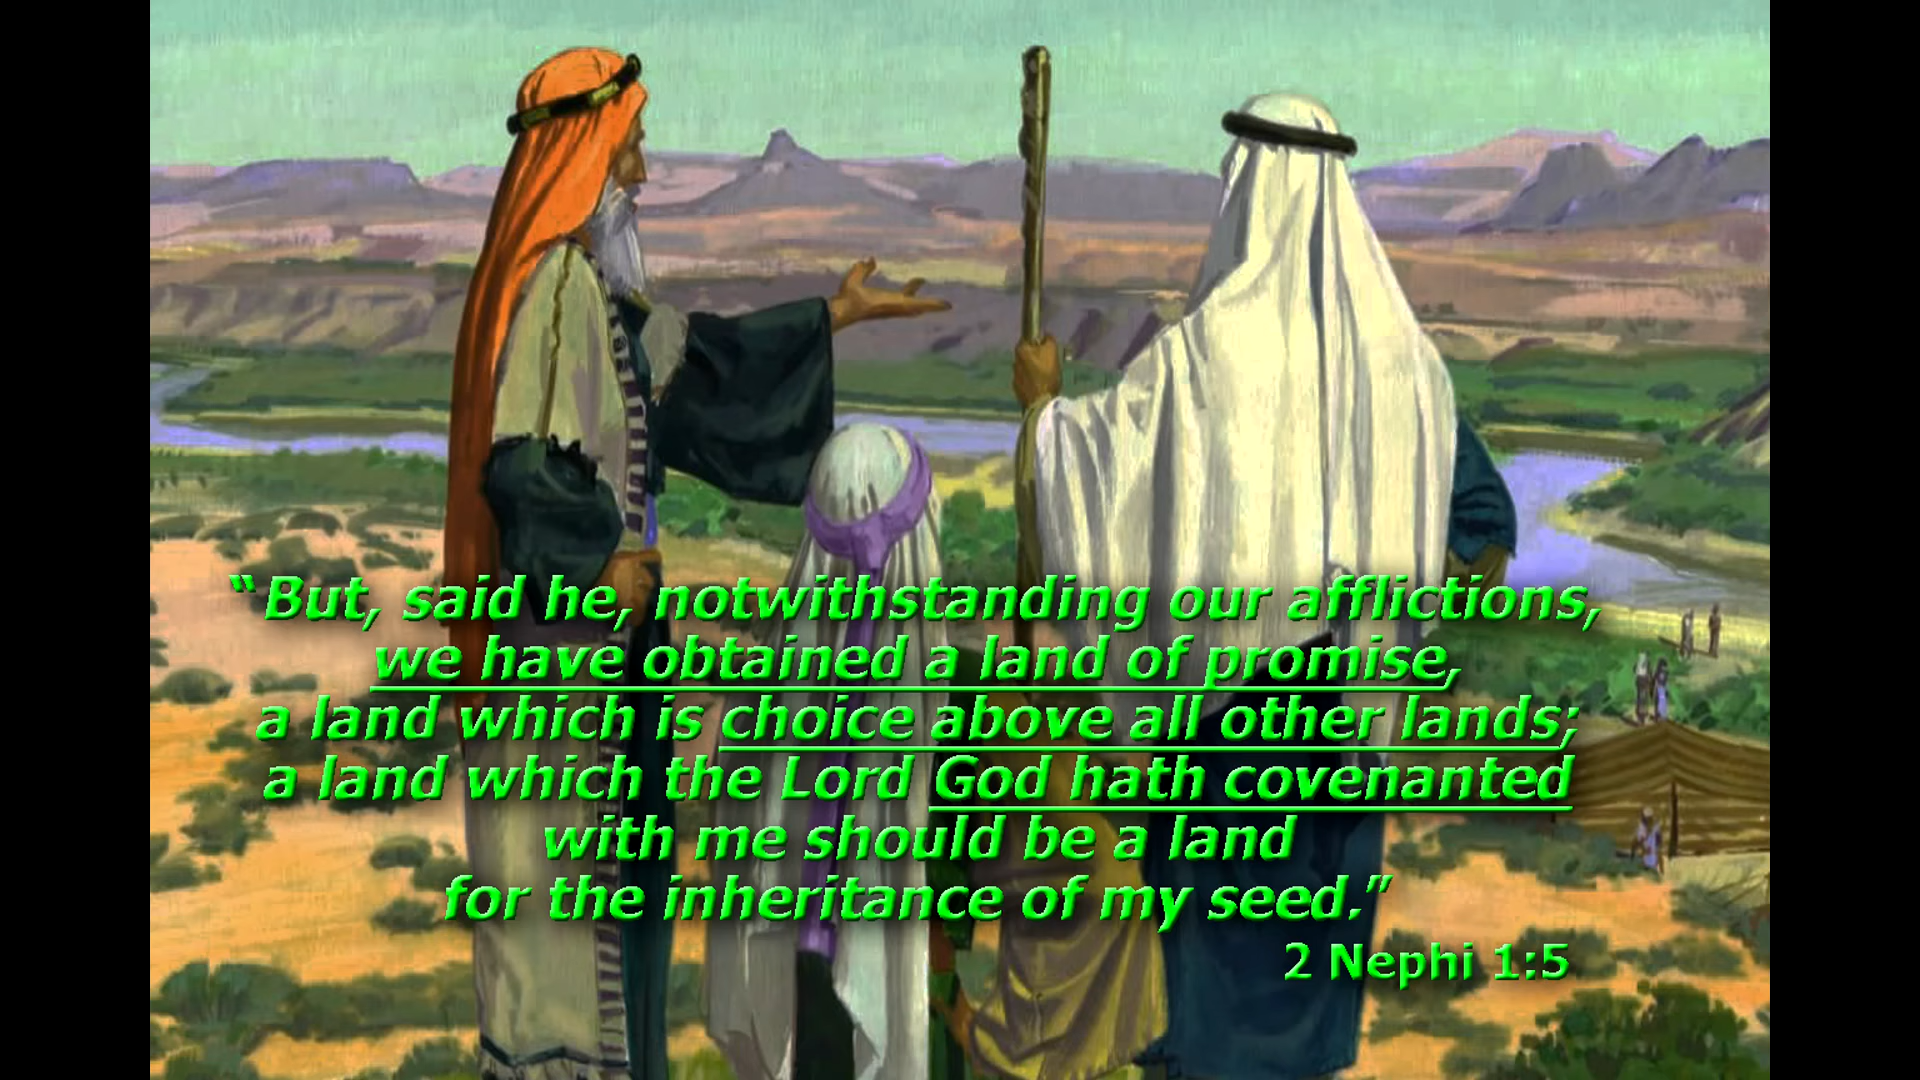 “But, said he, notwithstanding our afflictions,
we have obtained a land of promise,
a land which is choice above all other lands;
a land which the Lord God hath covenanted
with me should be a land
for the inheritance of my seed.”
2 Nephi 1:5